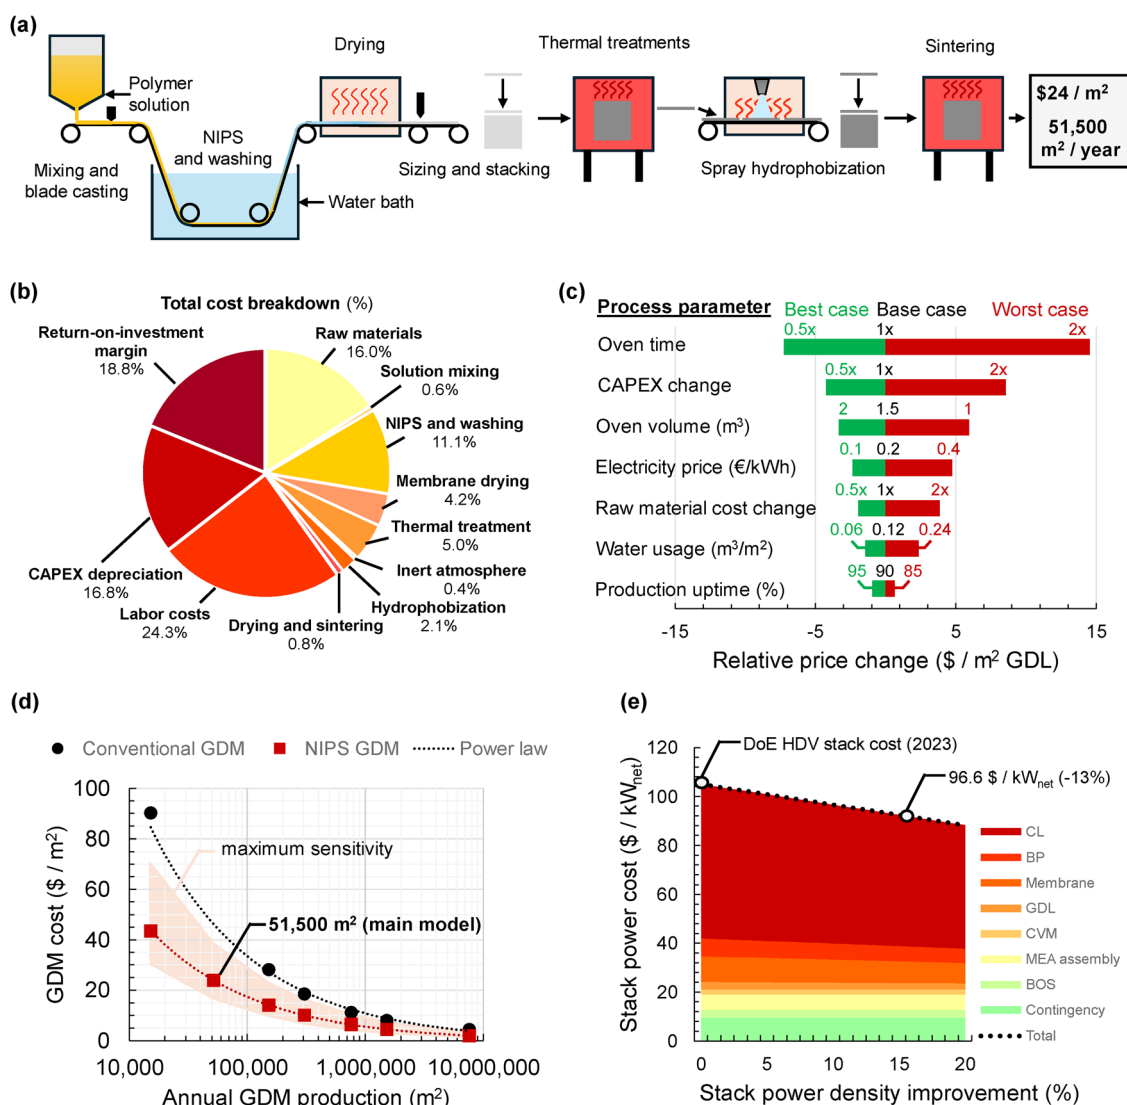 (a)
Drying
Thermal treatments
Sintering
Polymer
solution
NIPS
and washing
Mixing and
blade casting
Water bath
Sizing and stacking
Spray hydrophobization
$24 / m²
51,500
m² / year
(b)
Total cost breakdown (%)
Return-on-investment
margin
18.8%
Raw materials
16.0%
Solution mixing
0.6%
NIPS and washing
11.1%
Membrane drying
4.2%
Thermal treatment
5.0%
Inert atmosphere
0.4%
Hydrophobization
2.1%
Drying and sintering
0.8%
Labor costs
24.3%
CAPEX depreciation
16.8%
(c)
Process parameter
Best case Base case Worst case
Oven time 0.5x 1x 2x
CAPEX change 0.5x 1x 2x
Oven volume (m³) 2 1.5 1
Electricity price (€/kWh) 0.1 0.2 0.4
Raw material cost change 0.5x 1x 2x
Water usage (m³/m²) 0.06 0.12 0.24
Production uptime (%) 95 90 85
-15 -5 5 15
Relative price change ($ / m² GDL)
(d)
Conventional GDM NIPS GDM Power law
100
80
60
40
20
0
GDM cost ($ / m²)
maximum sensitivity
51,500 m² (main model)
10,000 100,000 1,000,000 10,000,000
Annual GDM production (m²)
(e)
120
100
80
60
40
20
0
Stack power cost ($ / kWnet)
DoE HDV stack cost (2023)
96.6 $ / kWnet (-13%)
CL
BP
Membrane
GDL
CVM
MEA assembly
BOS
Contingency
Total
0 5 10 15 20
Stack power density improvement (%)